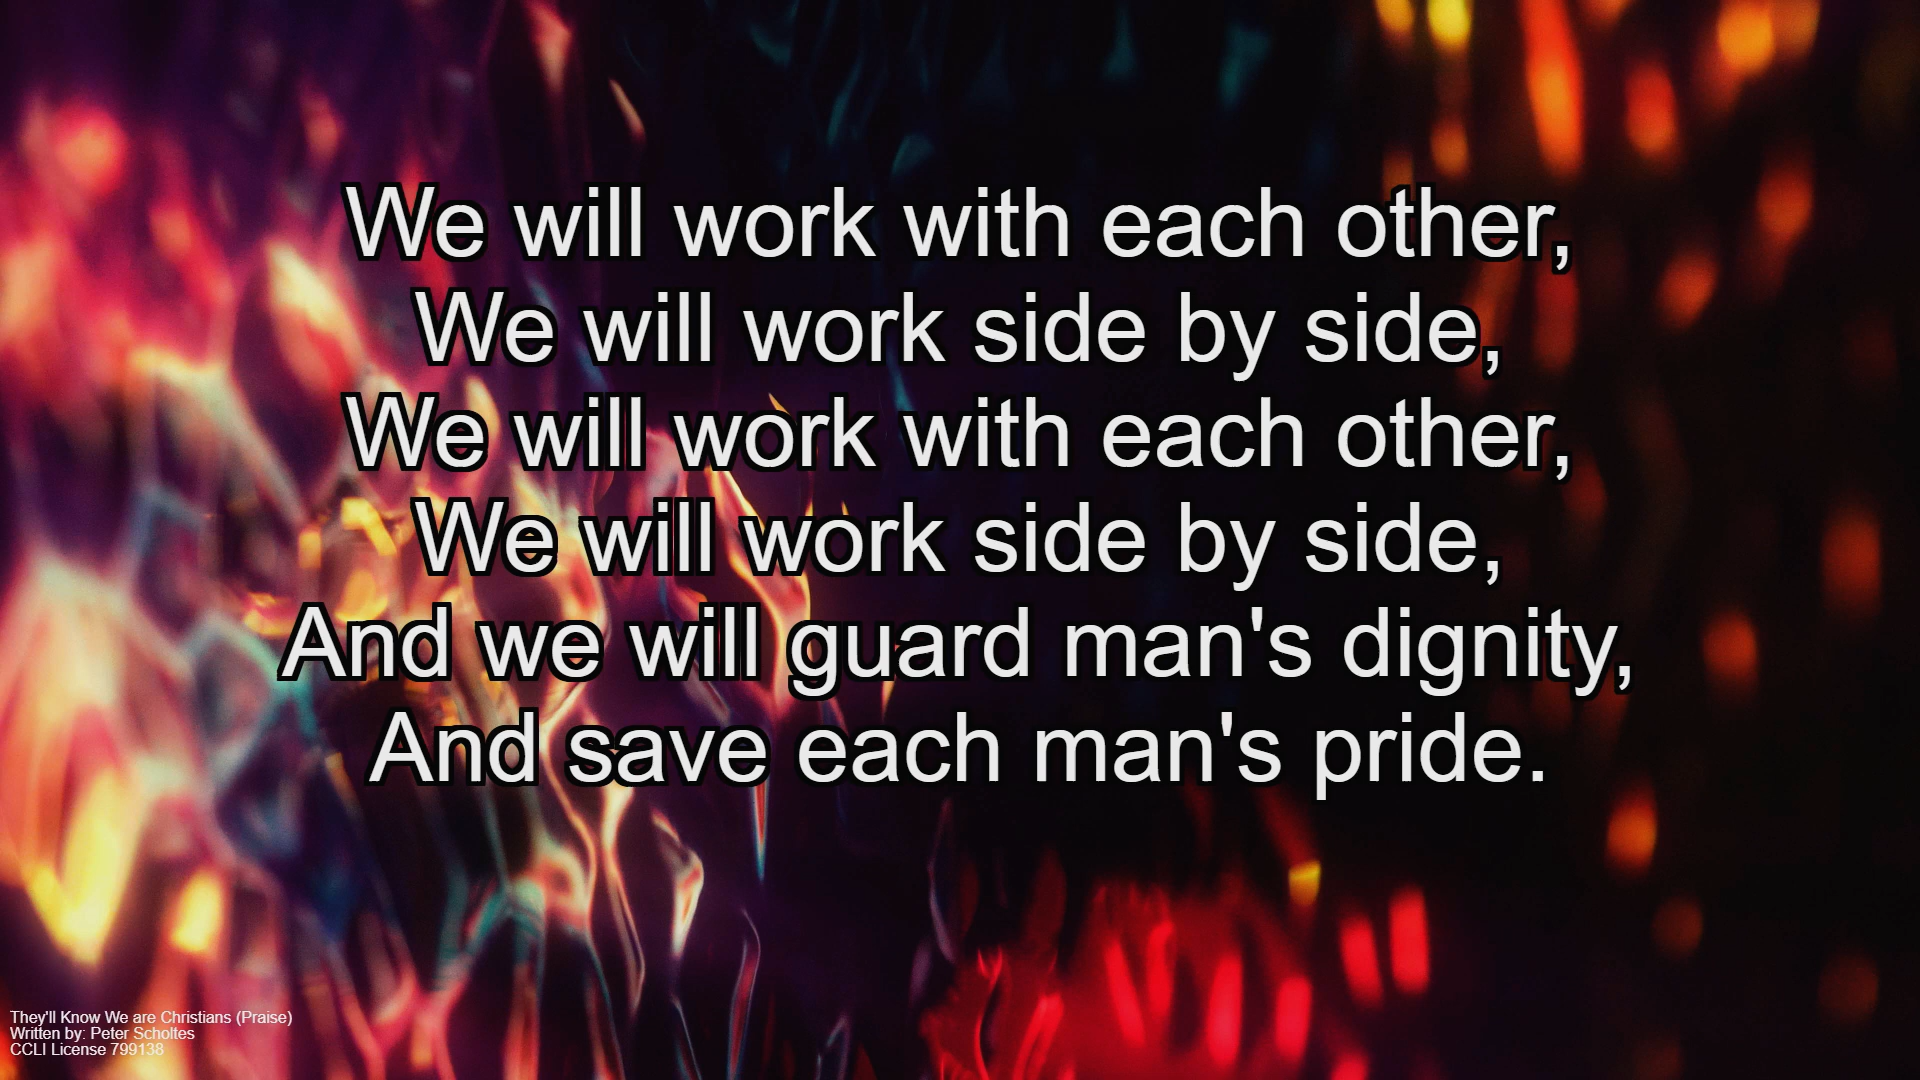 We will work with each other,
We will work side by side,
We will work with each other,
We will work side by side,
And we will guard man's dignity,
And save each man's pride.
They'll Know We are Christians (Praise)
Written by: Peter Scholtes
CCLI License 799138